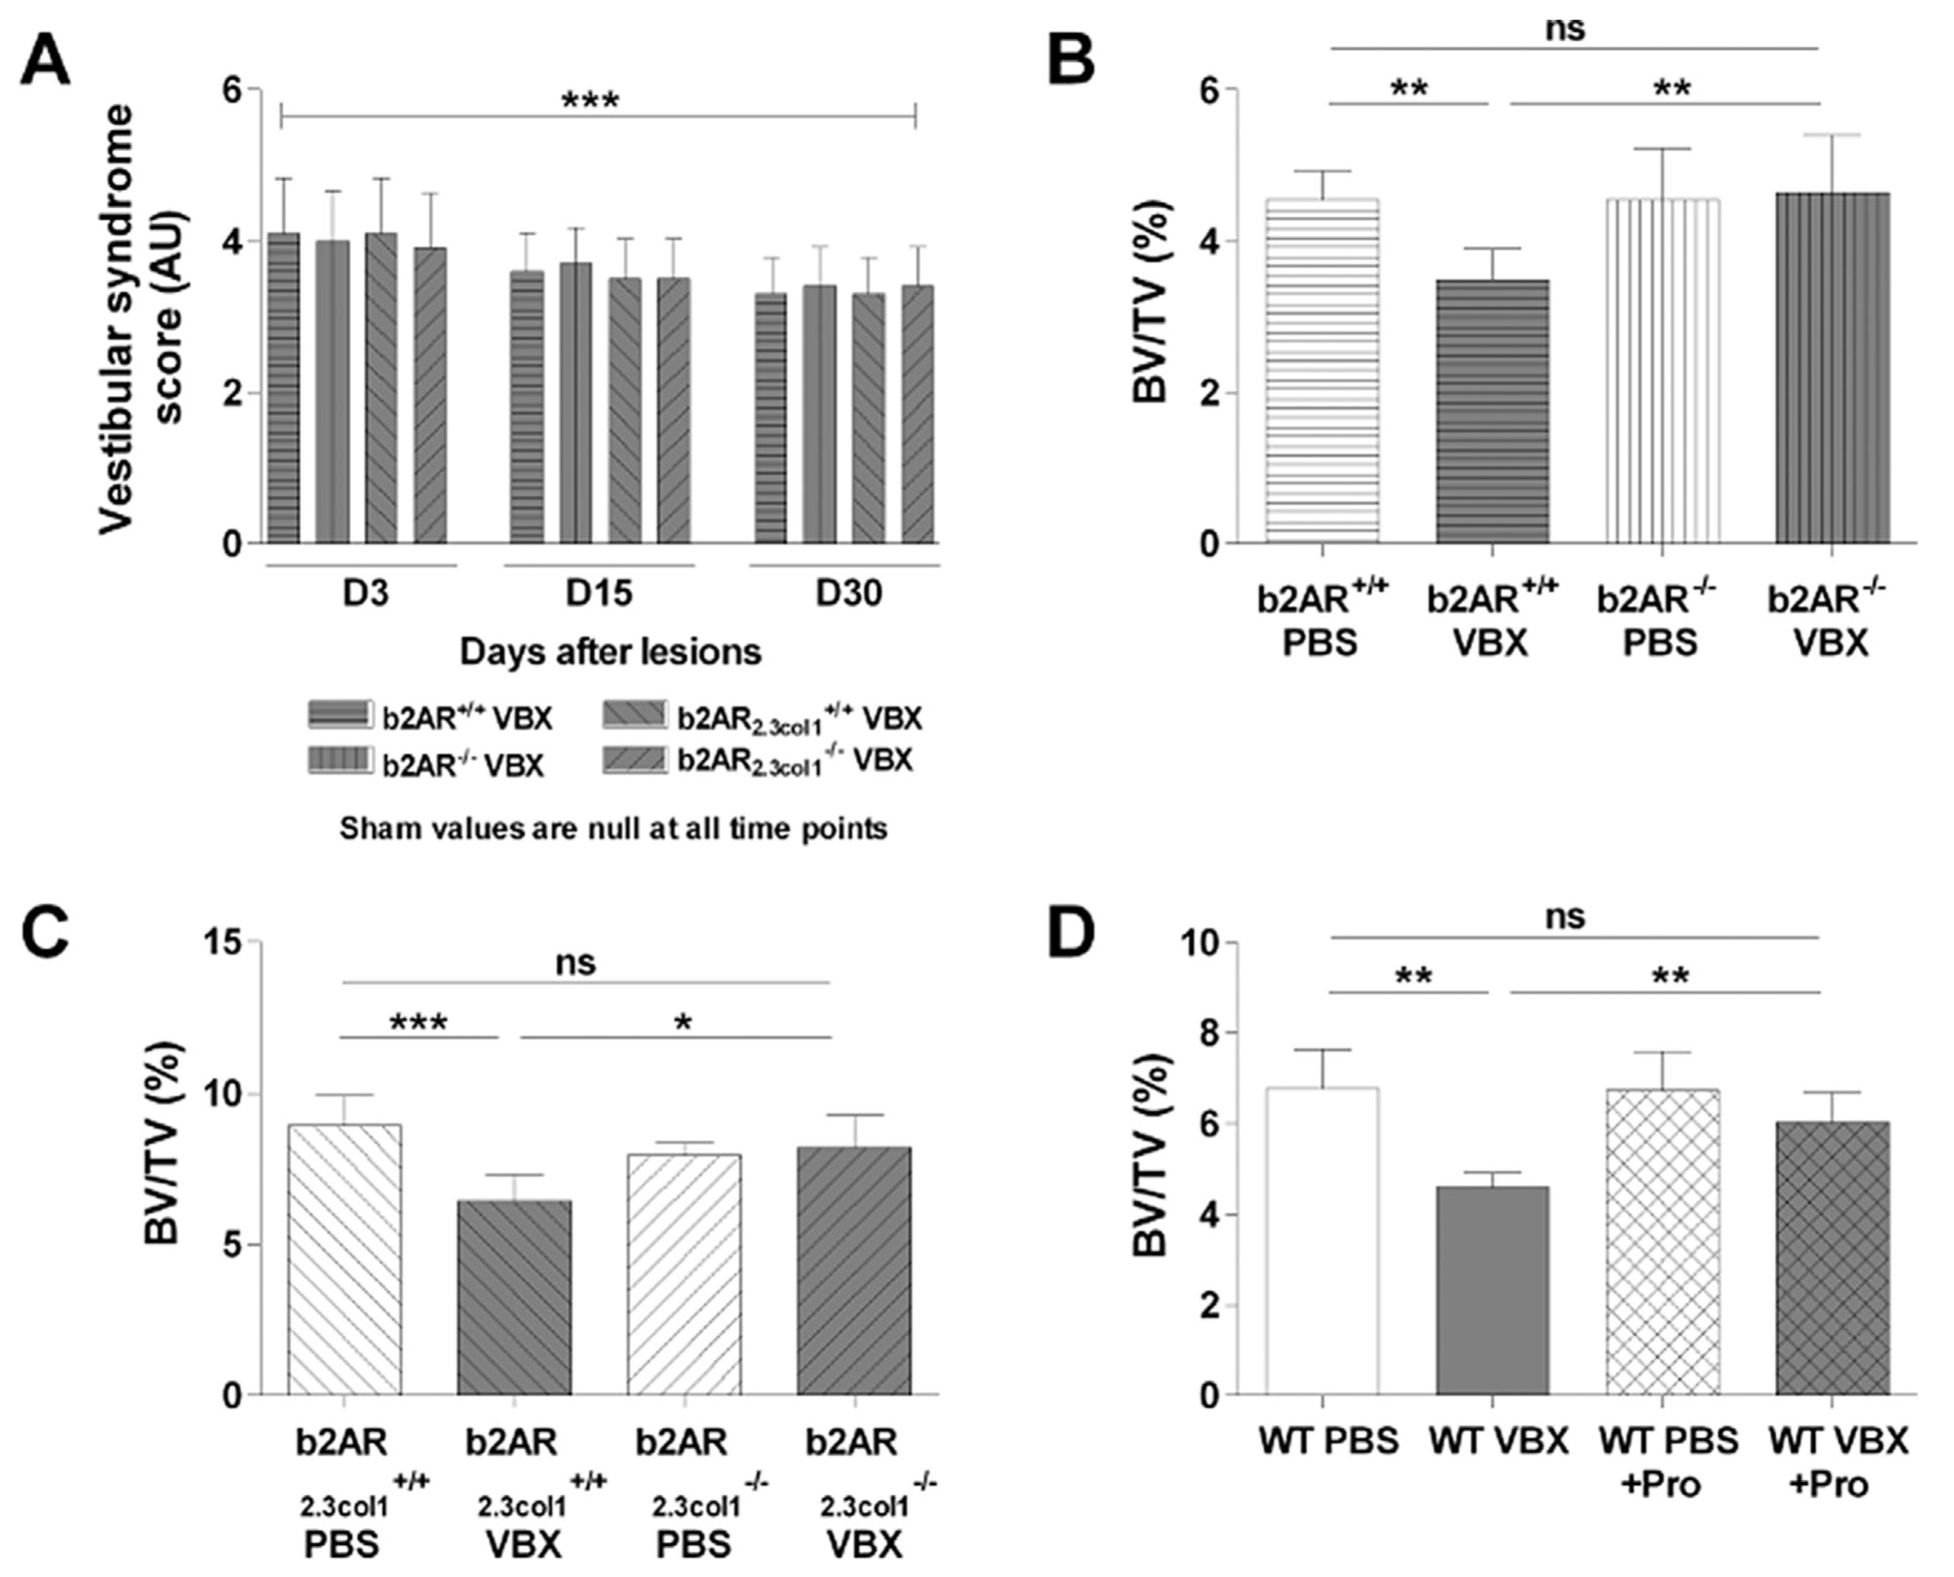 A
Vestibular syndrome
score (AU)
6
4
2
0
***
D3 D15 D30
Days after lesions
b2AR+/+ VBX
b2AR-/- VBX
b2AR2.3col1+/+ VBX
b2AR2.3col1-/- VBX
Sham values are null at all time points
B
BV/TV (%)
6
4
2
0
ns
** **
b2AR+/+ b2AR+/+ b2AR-/- b2AR-/-
PBS VBX PBS VBX
C
BV/TV (%)
15
10
5
0
ns
*** *
b2AR b2AR b2AR b2AR
+/+ +/+ -/- -/-
2.3col1 2.3col1 2.3col1 2.3col1
PBS VBX PBS VBX
D
BV/TV (%)
10
8
6
4
2
0
ns
** **
WT PBS WT VBX WT PBS WT VBX
+Pro +Pro